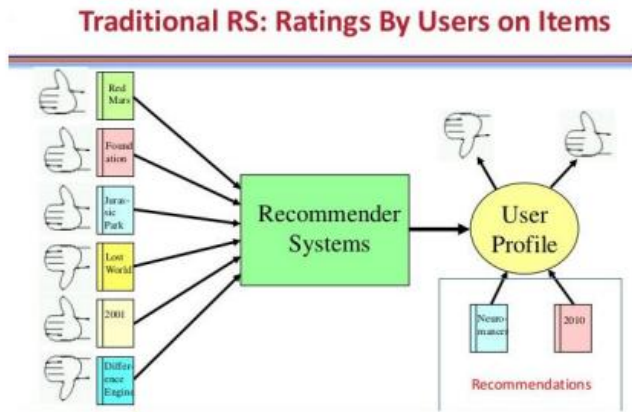 Traditional RS: Ratings By Users on Items
Red
Mars
Found
ation
Juras-
sic
Park
Lost
World
2001
Differ-
ence
Engine
Recommender
Systems
User
Profile
Neuro-
mancer
2010
Recommendations